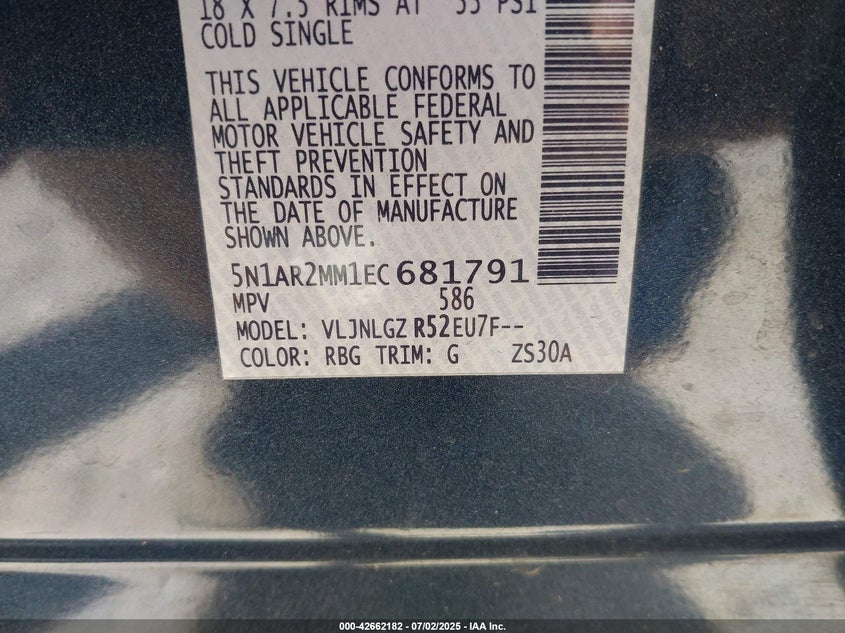 18 X 7.5 RIMS AT 35 PSI
COLD SINGLE
THIS VEHICLE CONFORMS TO
ALL APPLICABLE FEDERAL
MOTOR VEHICLE SAFETY AND
THEFT PREVENTION
STANDARDS IN EFFECT ON
THE DATE OF MANUFACTURE
SHOWN ABOVE.
5N1AR2MM1EC681791
MPV 586
MODEL: VLJNLGZ R52EU7F--
COLOR: RBG TRIM: G ZS30A
000-42662182 - 07/02/2025 - IAA Inc.